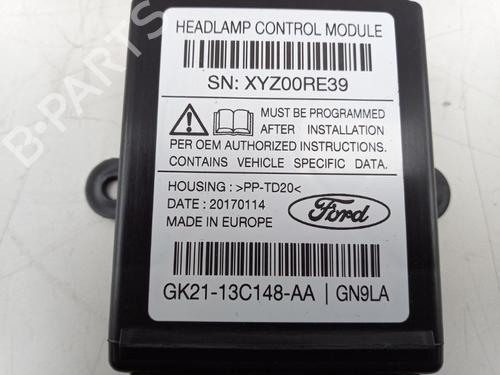 HEADLAMP CONTROL MODULE
SN: XYZ00RE39
MUST BE PROGRAMMED
AFTER INSTALLATION
PER OEM AUTHORIZED INSTRUCTIONS.
CONTAINS VEHICLE SPECIFIC DATA.
HOUSING : >PP-TD20<
DATE : 20170114
MADE IN EUROPE
Ford
GK21-13C148-AA | GN9LA
B-PARTS